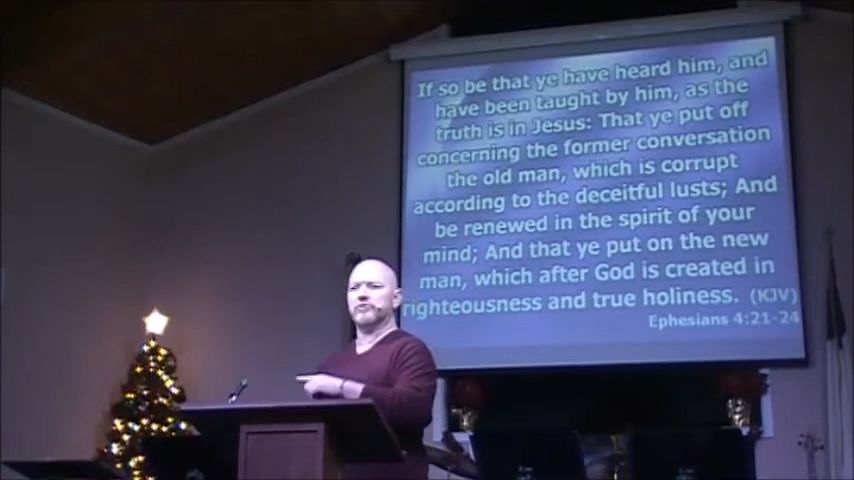 If so be that ye have heard him, and
have been taught by him, as the
truth is in Jesus: That ye put off
concerning the former conversation
the old man, which is corrupt
according to the deceitful lusts; And
be renewed in the spirit of your
mind; And that ye put on the new
man, which after God is created in
righteousness and true holiness. (KJV)
Ephesians 4:21-24